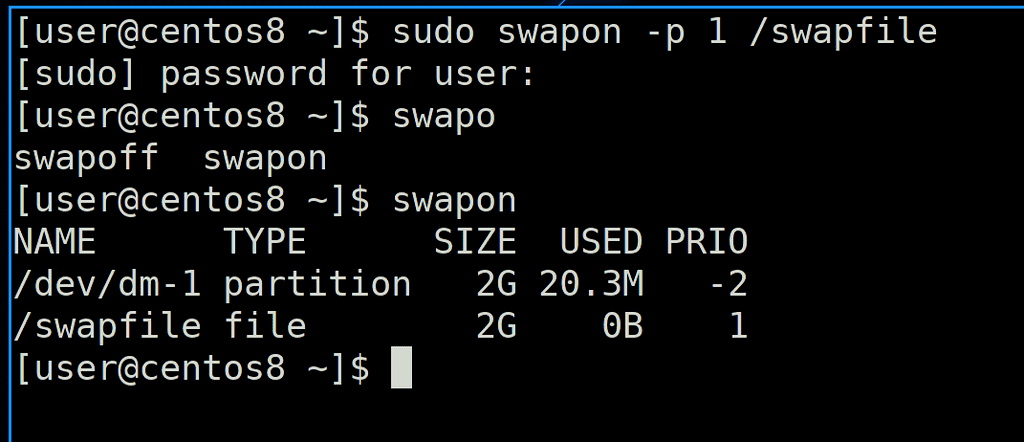 [user@centos8 ~]$ sudo swapon -p 1 /swapfile
[sudo] password for user:
[user@centos8 ~]$ swapo
swapoff  swapon
[user@centos8 ~]$ swapon
NAME      TYPE      SIZE  USED PRIO
/dev/dm-1 partition   2G 20.3M   -2
/swapfile file        2G    0B    1
[user@centos8 ~]$